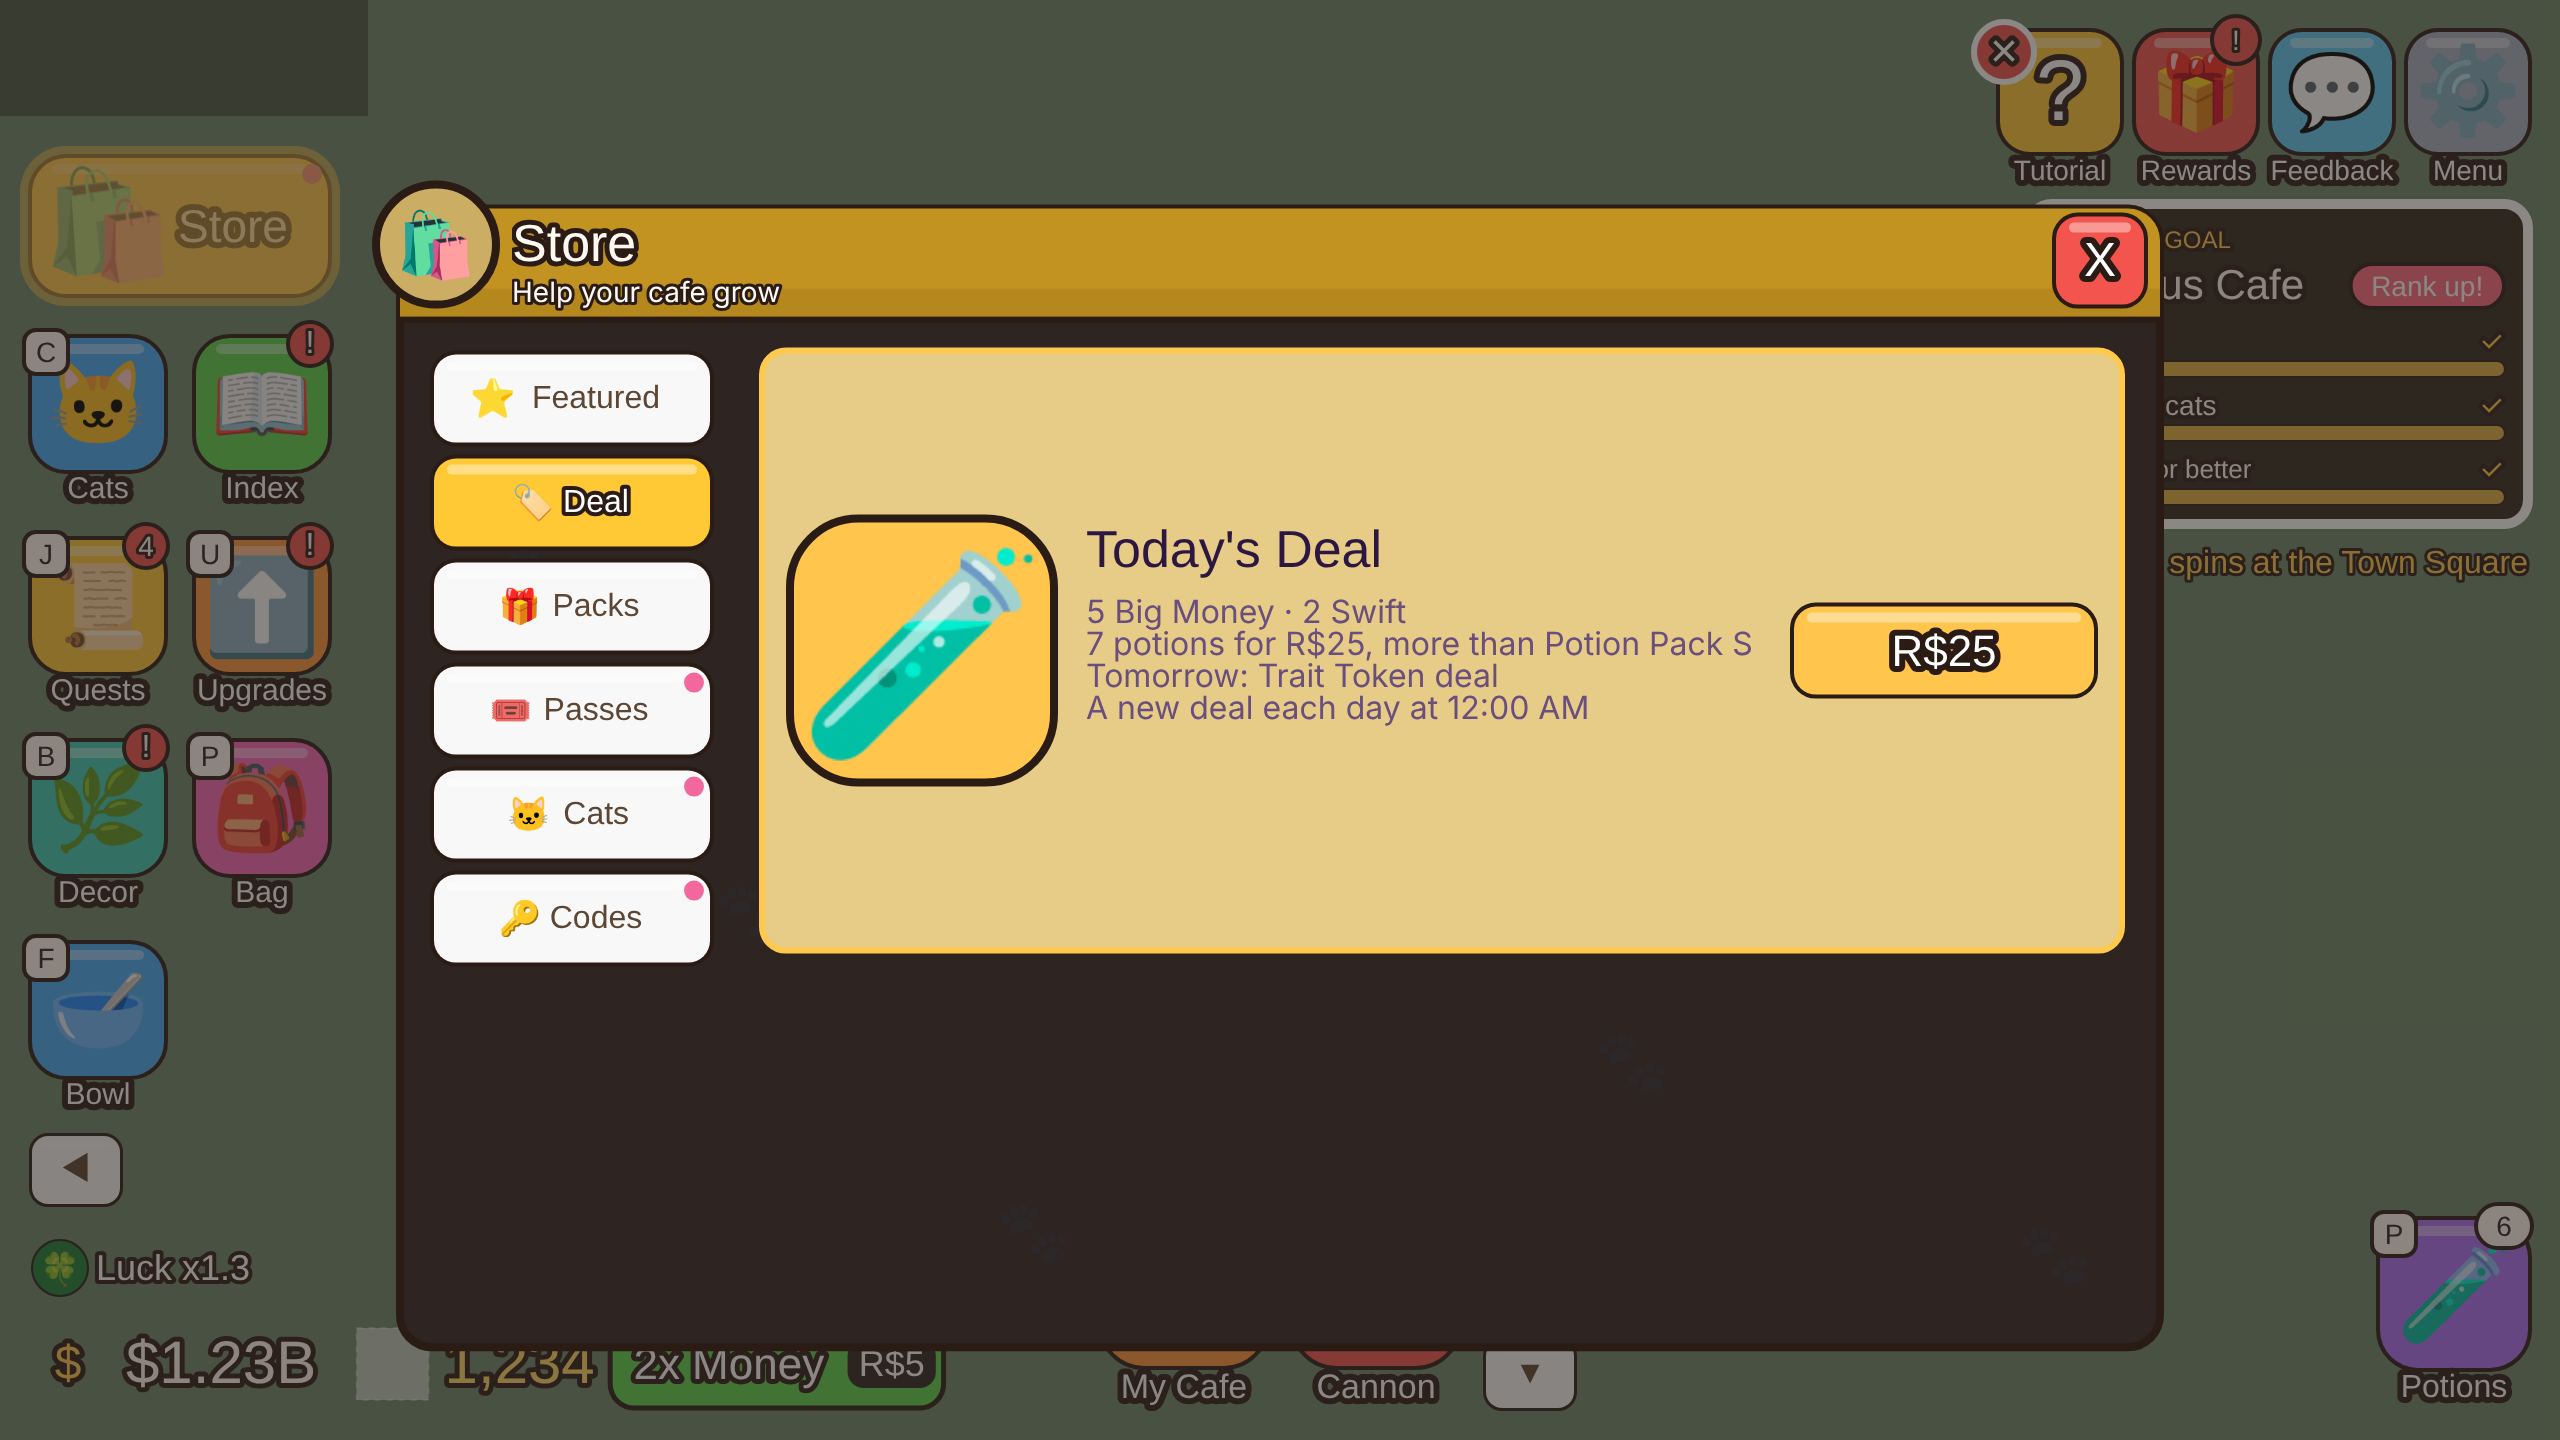 Tutorial
Rewards
Feedback
Menu
Store
Store
Help your cafe grow
X
GOAL
us Cafe
Rank up!
cats
or better
spins at the Town Square
C
Cats
Index
J
4
Quests
U
Upgrades
B
Decor
P
Bag
F
Bowl
Featured
Deal
Packs
Passes
Cats
Codes
Today's Deal
5 Big Money · 2 Swift
7 potions for R$25, more than Potion Pack S
Tomorrow: Trait Token deal
A new deal each day at 12:00 AM
R$25
Luck x1.3
$ $1.23B
1,234
2x Money R$5
My Cafe
Cannon
P
6
Potions